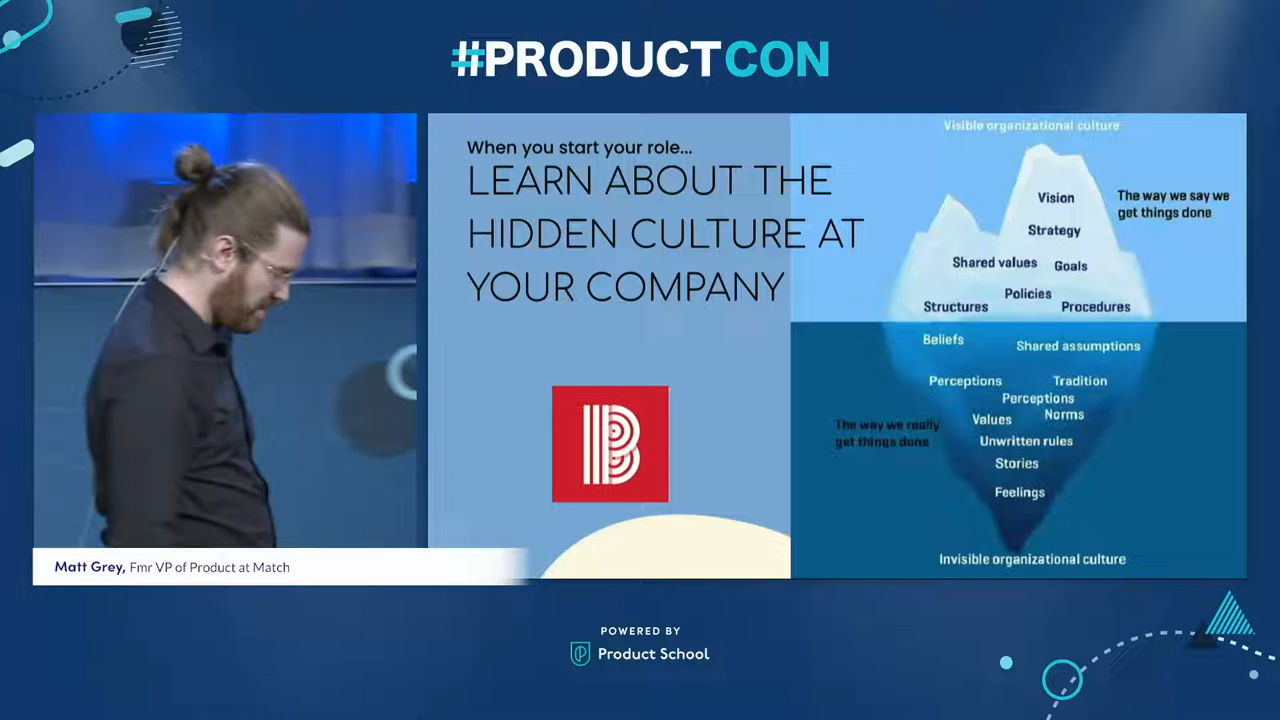 #PRODUCTCON
When you start your role...
LEARN ABOUT THE
HIDDEN CULTURE AT
YOUR COMPANY
B
Visible organizational culture
Vision
The way we say we
get things done
Strategy
Shared values
Goals
Policies
Structures
Procedures
Beliefs
Shared assumptions
Perceptions
Tradition
Perceptions
Norms
Values
The way we really
get things done
Unwritten rules
Stories
Feelings
Invisible organizational culture
Matt Grey, Fmr VP of Product at Match
POWERED BY
Product School